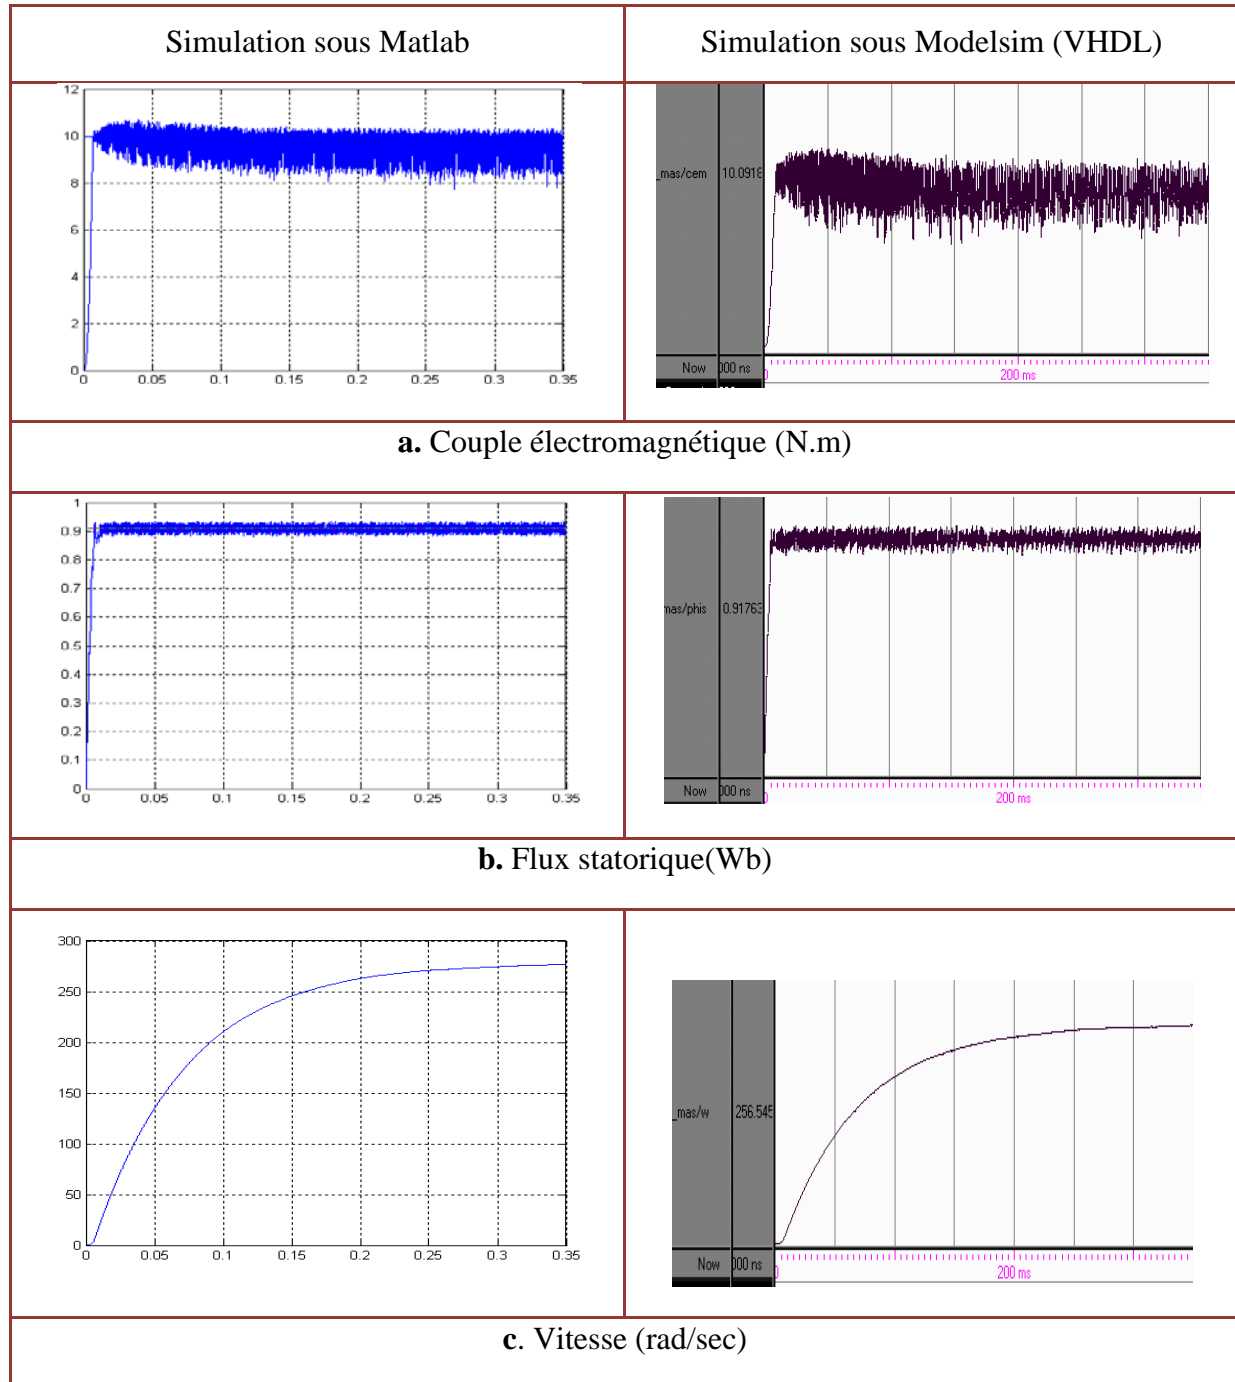 Simulation sous Matlab
Simulation sous Modelsim (VHDL)
12
10
8
6
4
2
0
0 0.05 0.1 0.15 0.2 0.25 0.3 0.35
_mas/cem 10.0918
Now 000 ns
200 ms
a. Couple électromagnétique (N.m)
1
0.9
0.8
0.7
0.6
0.5
0.4
0.3
0.2
0.1
0
0 0.05 0.1 0.15 0.2 0.25 0.3 0.35
mas/phis 0.91763
Now 000 ns
200 ms
b. Flux statorique(Wb)
300
250
200
150
100
50
0
0 0.05 0.1 0.15 0.2 0.25 0.3 0.35
_mas/w 256.545
Now 000 ns
200 ms
c. Vitesse (rad/sec)